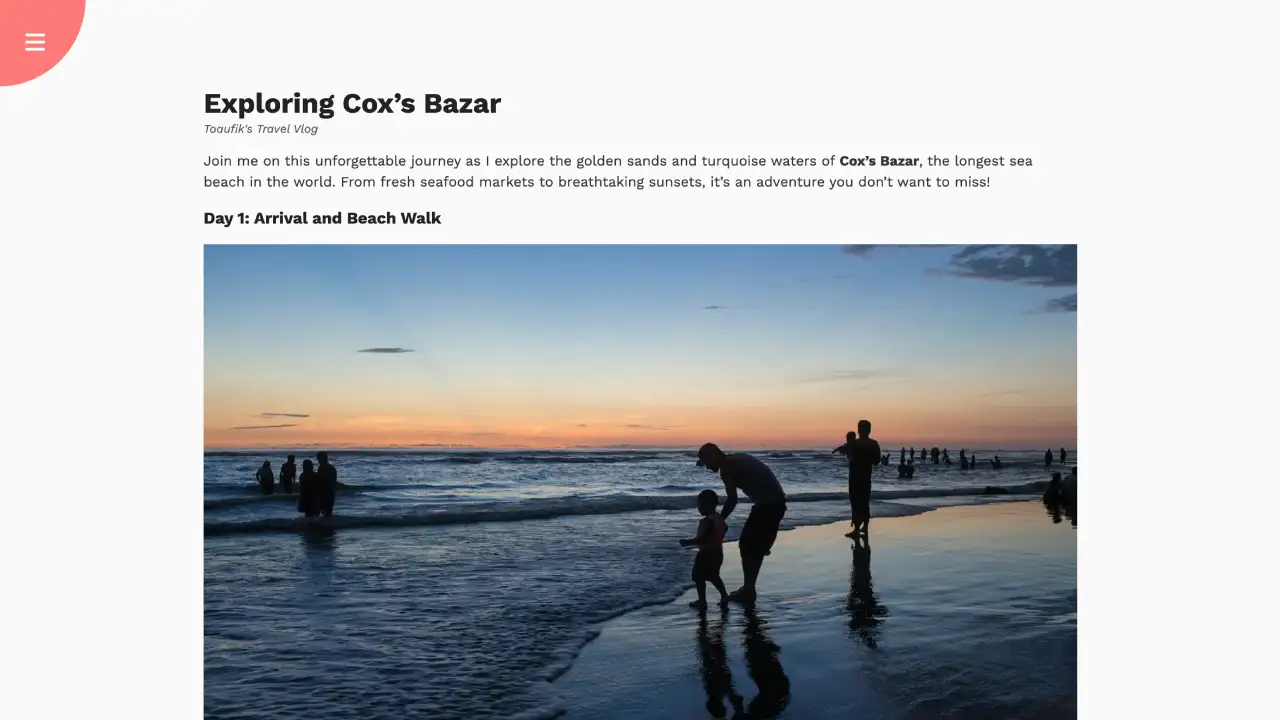 Exploring Cox’s Bazar
Toaufik's Travel Vlog
Join me on this unforgettable journey as I explore the golden sands and turquoise waters of Cox’s Bazar, the longest sea
beach in the world. From fresh seafood markets to breathtaking sunsets, it’s an adventure you don’t want to miss!
Day 1: Arrival and Beach Walk